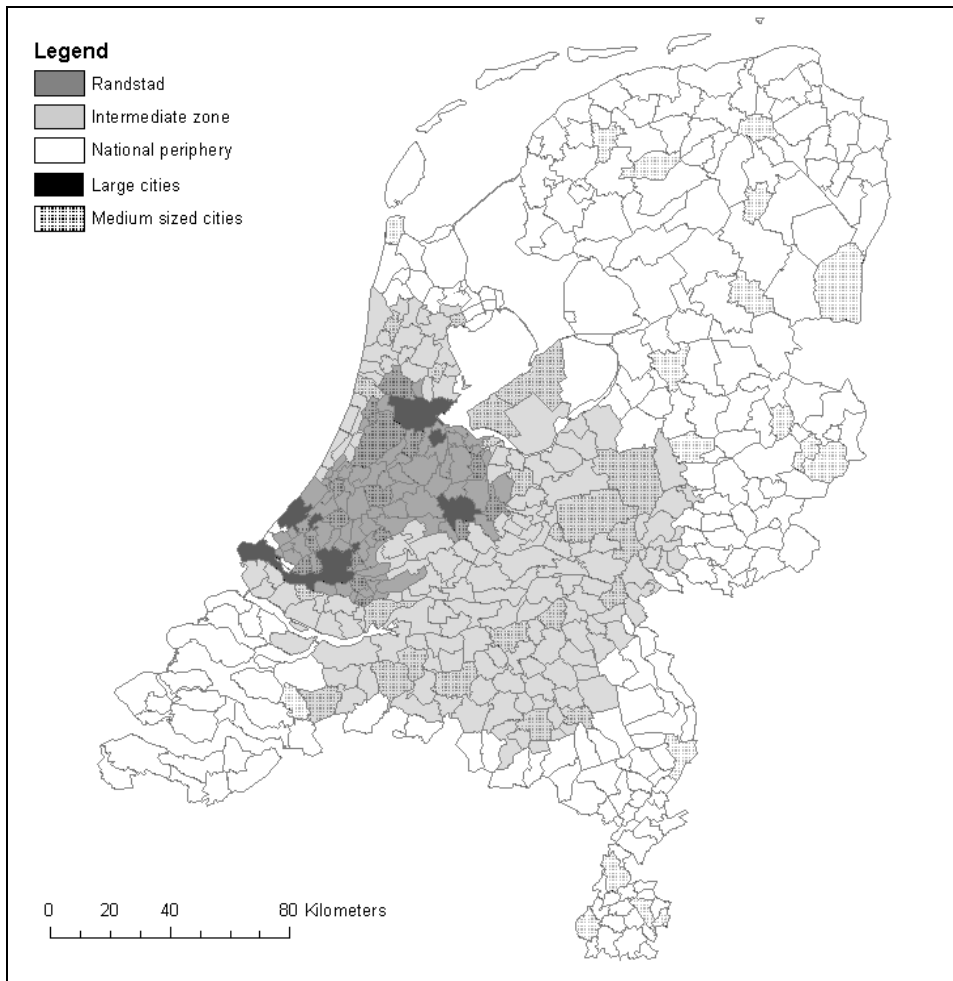 Legend
Randstad
Intermediate zone
National periphery
Large cities
Medium sized cities
0 20 40 80 Kilometers